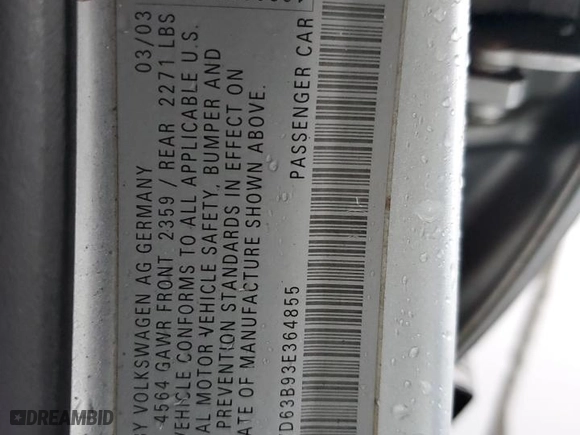 BY VOLKSWAGEN AG GERMANY 03/03
4564 GAWR FRONT 2359 / REAR 2271 LBS
VEHICLE CONFORMS TO ALL APPLICABLE U.S.
AL MOTOR VEHICLE SAFETY, BUMPER AND
PREVENTION STANDARDS IN EFFECT ON
OF MANUFACTURE SHOWN ABOVE.
PASSENGER CAR
D63B93E364855
DREAMBID